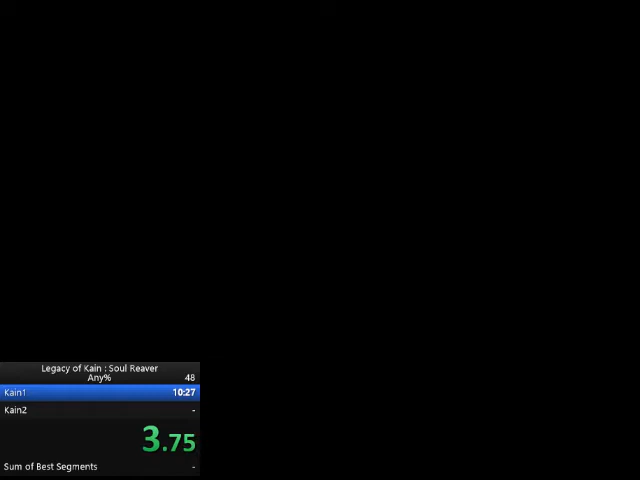 Legacy of Kain : Soul Reaver
Any% 48
Kain1 10:27
Kain2 -
3.75
Sum of Best Segments -